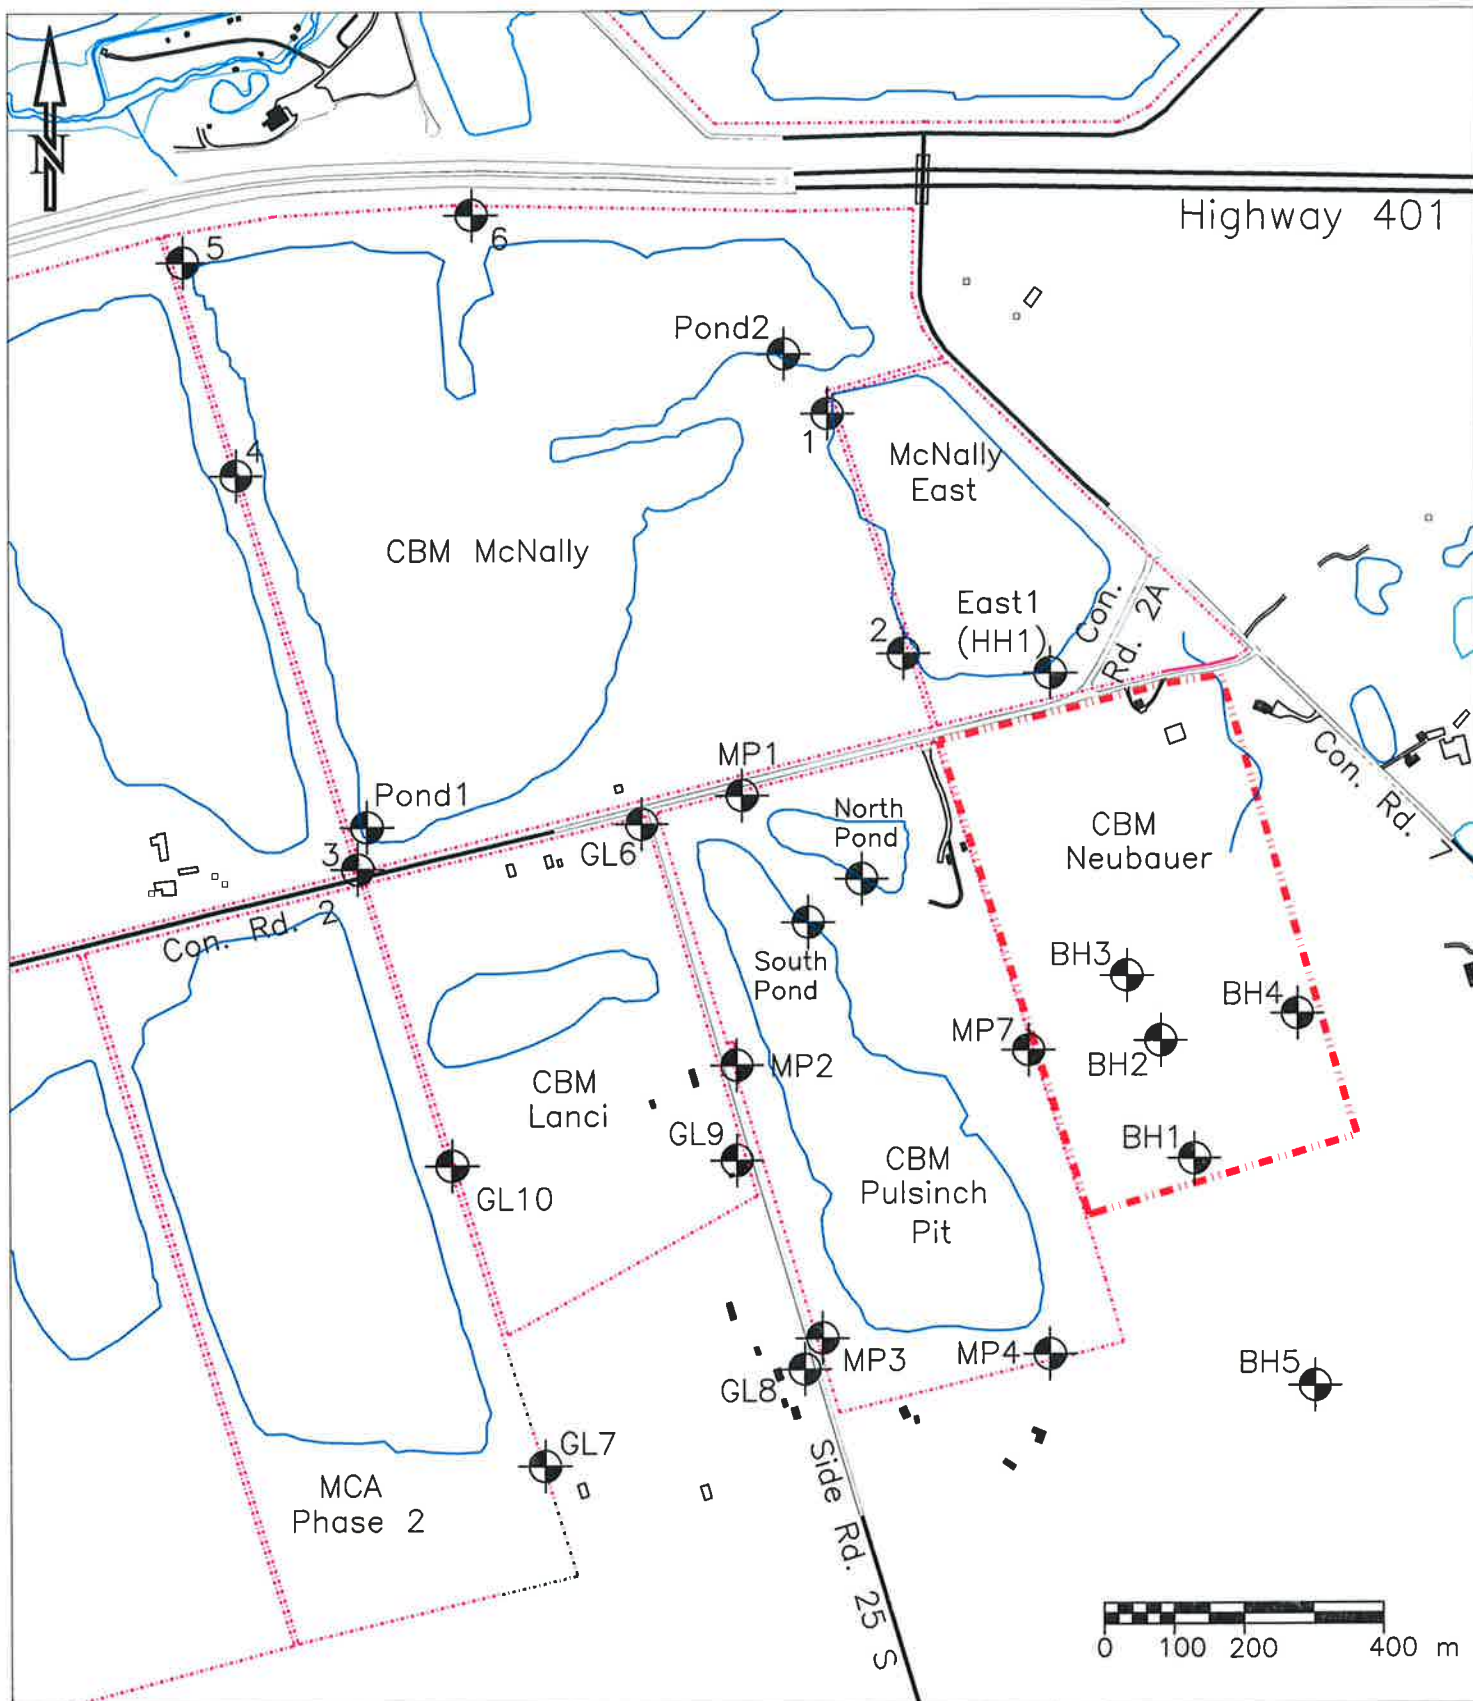 N
Highway 401
5
6
Pond2
1
4
McNally
East
CBM McNally
East1
(HH1)
2
Con.
Rd. 2A
MP1
Pond1
North
Pond
CBM
Neubauer
Con. Rd. 7
3
GL6
Con. Rd. 2
South
Pond
BH3
BH4
MP7
BH2
MP2
CBM
Lanci
GL9
BH1
CBM
Pulsinch
Pit
GL10
MP3
MP4
GL8
BH5
GL7
MCA
Phase 2
Side Rd. 25 S
0 100 200 400 m